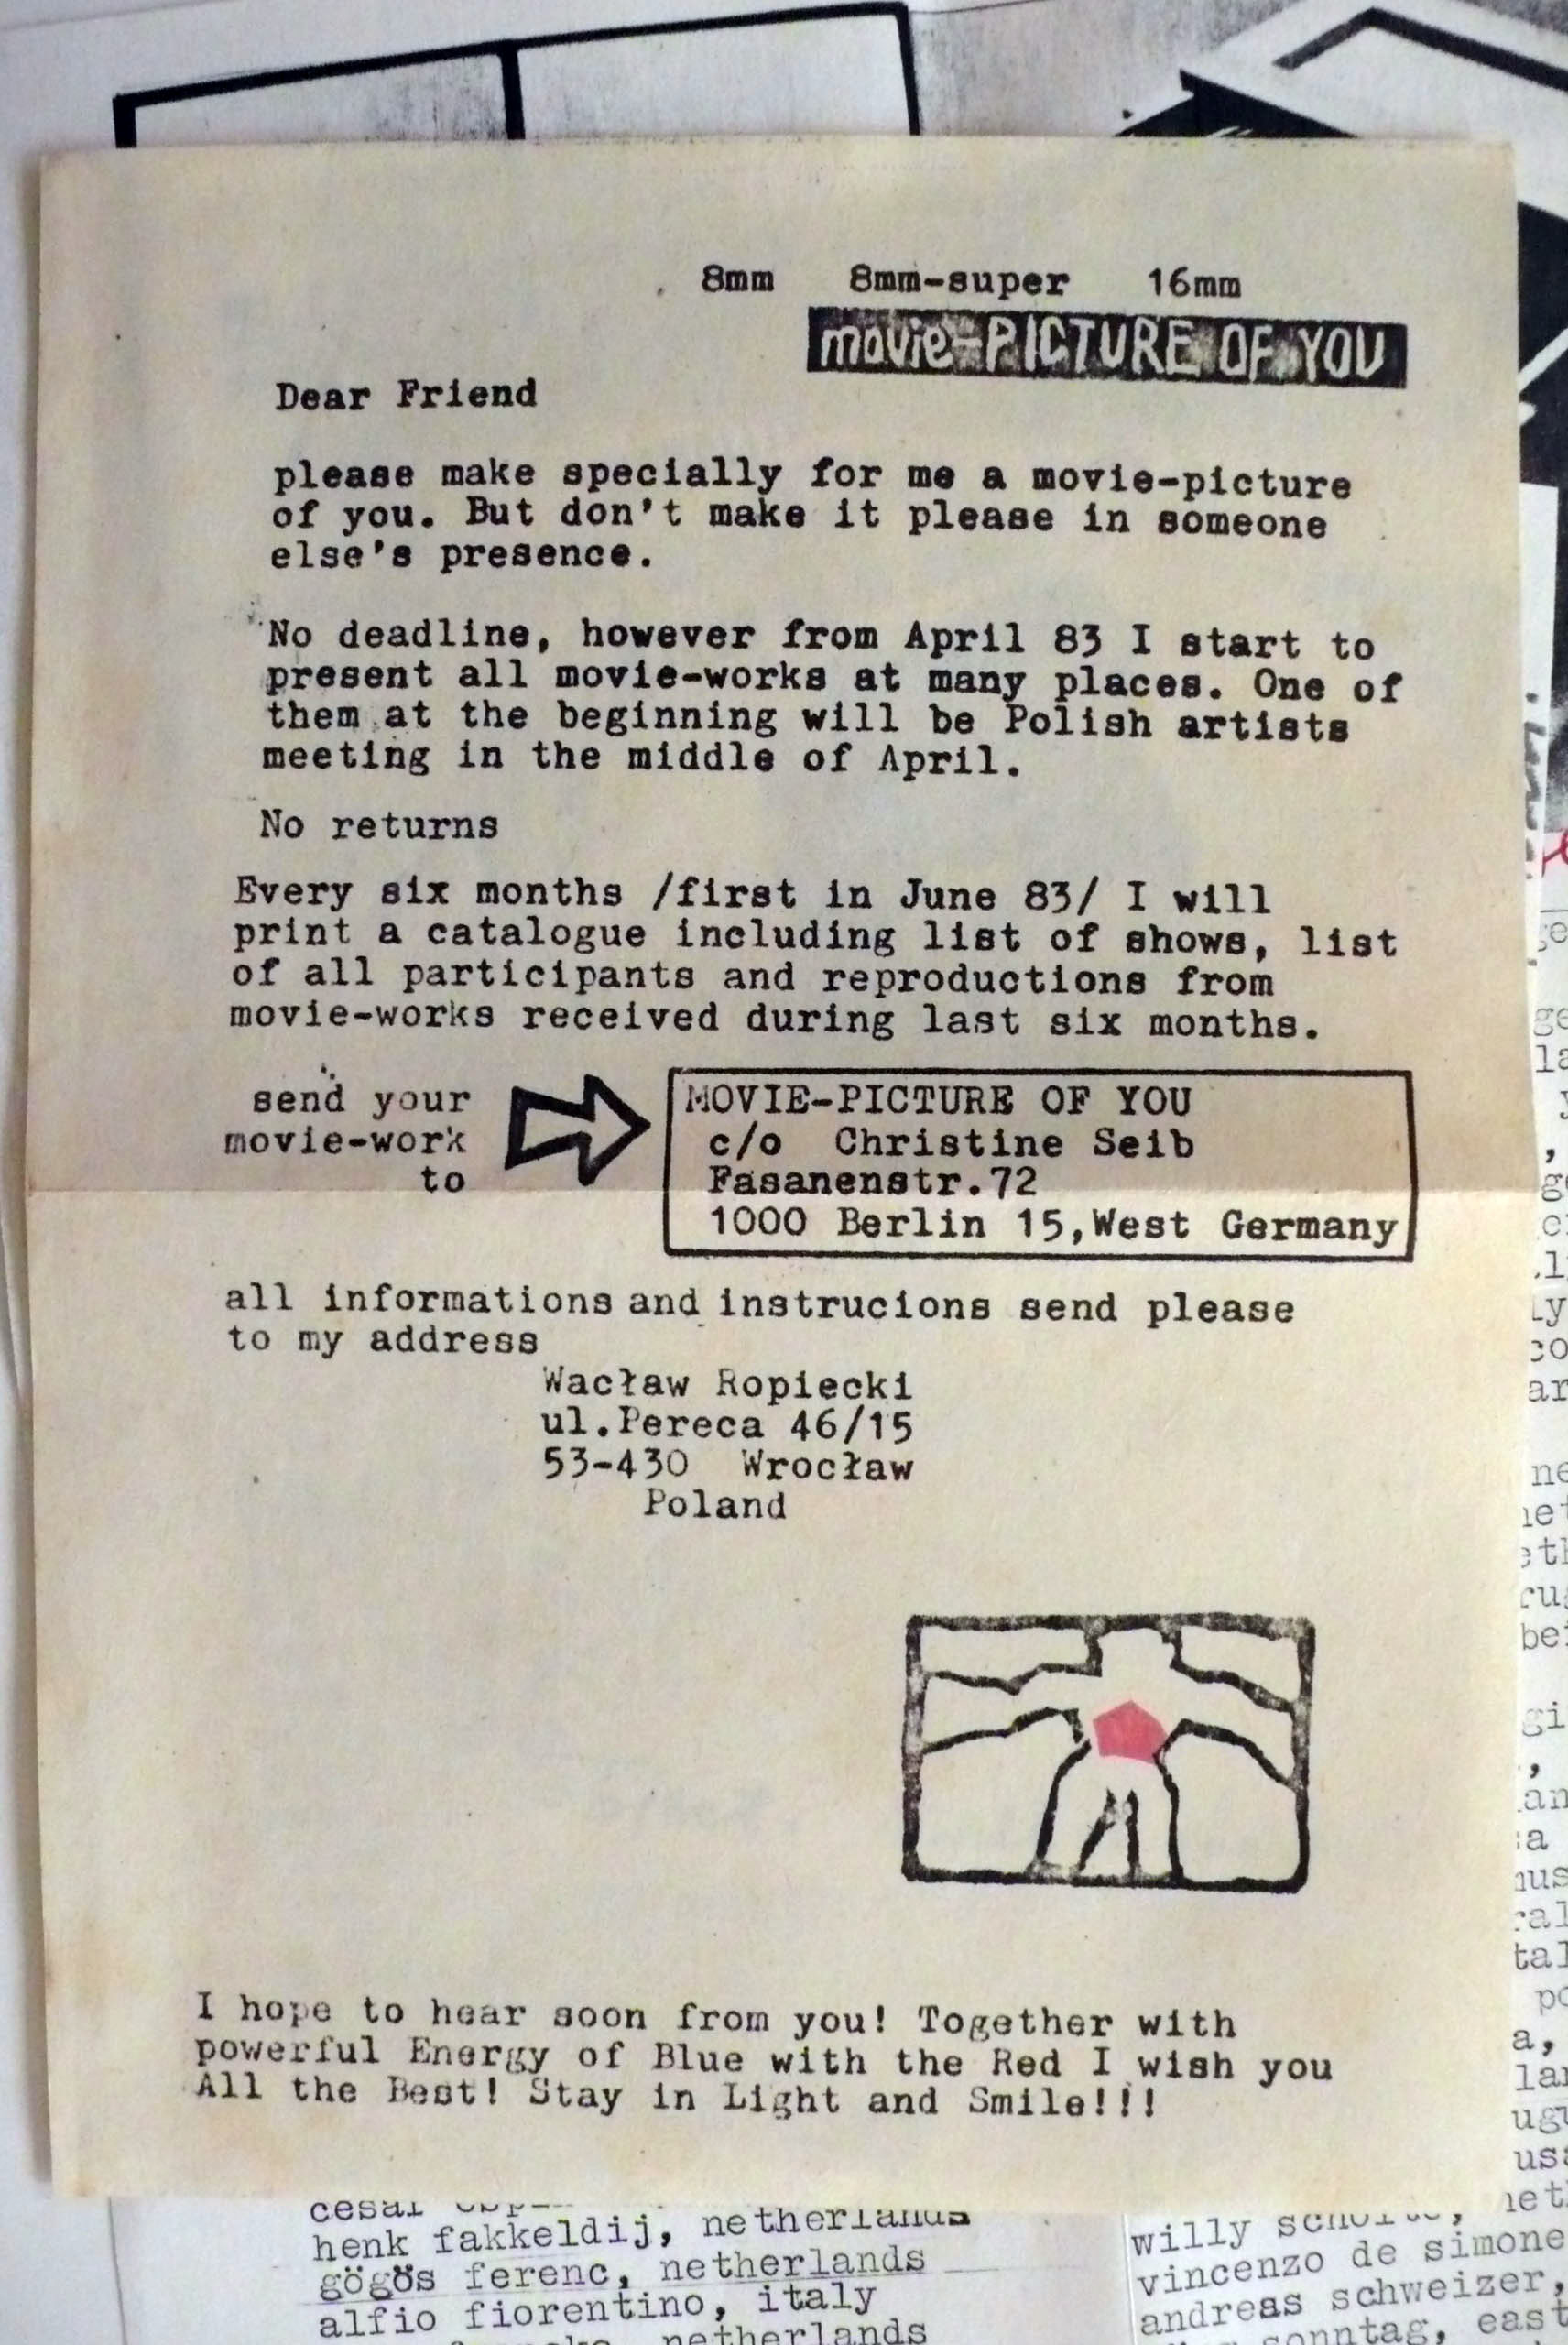 8mm 8mm-super 16mm
movie-PICTURE OF YOU
Dear Friend
please make specially for me a movie-picture
of you. But don't make it please in someone
else's presence.
No deadline, however from April 83 I start to
present all movie-works at many places. One of
them at the beginning will be Polish artists
meeting in the middle of April.
No returns
Every six months /first in June 83/ I will
print a catalogue including list of shows, list
of all participants and reproductions from
movie-works received during last six months.
send your
movie-work
to
MOVIE-PICTURE OF YOU
c/o Christine Seib
Fasanenstr.72
1000 Berlin 15,West Germany
all informations and instrucions send please
to my address
Wacław Ropiecki
ul.Pereca 46/15
53-430 Wrocław
Poland
I hope to hear soon from you! Together with
powerful Energy of Blue with the Red I wish you
All the Best! Stay in Light and Smile!!!
cesar
henk fakkeldij, netherlands
gögös ferenc, netherlands
alfio fiorentino, italy
netherlands
willy
vincenzo de simone
andreas schweizer,
sonntag, east